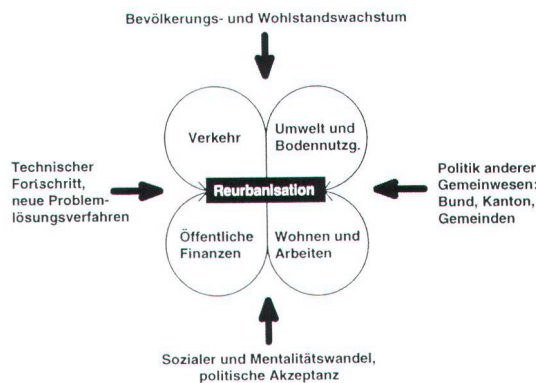 Bevölkerungs- und Wohlstandswachstum
Verkehr
Umwelt und
Bodennutzg.
Technischer
Fortschritt,
neue Problem-
lösungsverfahren
Reurbanisation
Politik anderer
Gemeinwesen:
Bund, Kanton,
Gemeinden
Öffentliche
Finanzen
Wohnen und
Arbeiten
Sozialer und Mentalitätswandel,
politische Akzeptanz